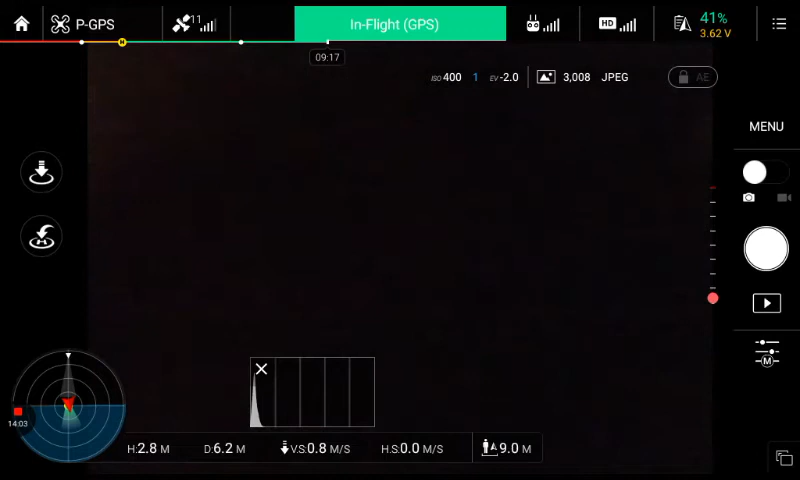 P-GPS
11
In-Flight (GPS)
HD
41%
3.62 V
H
09:17
ISO 400 1 EV -2.0 3,008 JPEG AE
MENU
H
M
14:03
H:2.8 M D:6.2 M V.S:0.8 M/S H.S:0.0 M/S 9.0 M